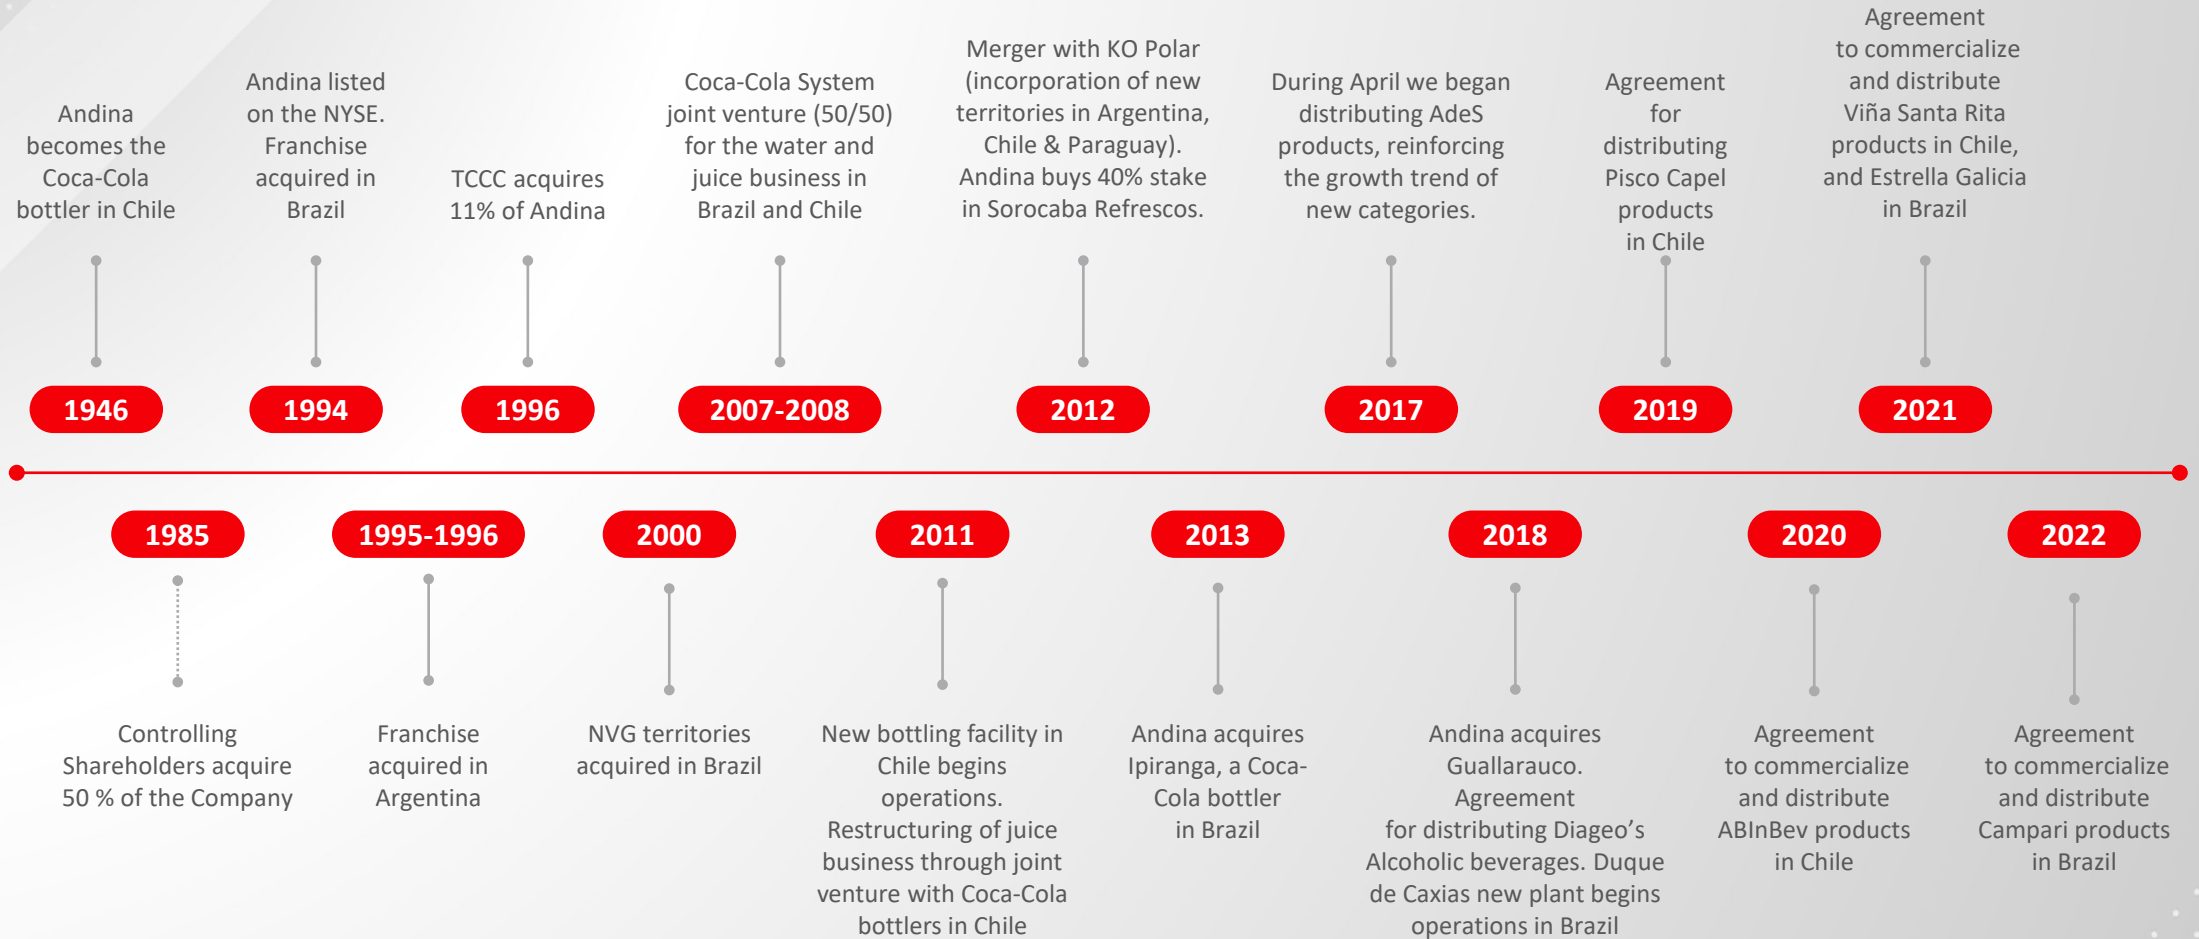 Andina
becomes the
Coca-Cola
bottler in Chile
Andina listed
on the NYSE.
Franchise
acquired in
Brazil
TCCC acquires
11% of Andina
Coca-Cola System
joint venture (50/50)
for the water and
juice business in
Brazil and Chile
Merger with KO Polar
(incorporation of new
territories in Argentina,
Chile & Paraguay).
Andina buys 40% stake
in Sorocaba Refrescos.
During April we began
distributing AdeS
products, reinforcing
the growth trend of
new categories.
Agreement
for
distributing
Pisco Capel
products
in Chile
Agreement
to commercialize
and distribute
Viña Santa Rita
products in Chile,
and Estrella Galicia
in Brazil
1946
1994
1996
2007-2008
2012
2017
2019
2021
1985
1995-1996
2000
2011
2013
2018
2020
2022
Controlling
Shareholders acquire
50 % of the Company
Franchise
acquired in
Argentina
NVG territories
acquired in Brazil
New bottling facility in
Chile begins
operations.
Restructuring of juice
business through joint
venture with Coca-Cola
bottlers in Chile
Andina acquires
Ipiranga, a Coca-
Cola bottler
in Brazil
Andina acquires
Guallarauco.
Agreement
for distributing Diageo’s
Alcoholic beverages. Duque
de Caxias new plant begins
operations in Brazil
Agreement
to commercialize
and distribute
ABInBev products
in Chile
Agreement
to commercialize
and distribute
Campari products
in Brazil